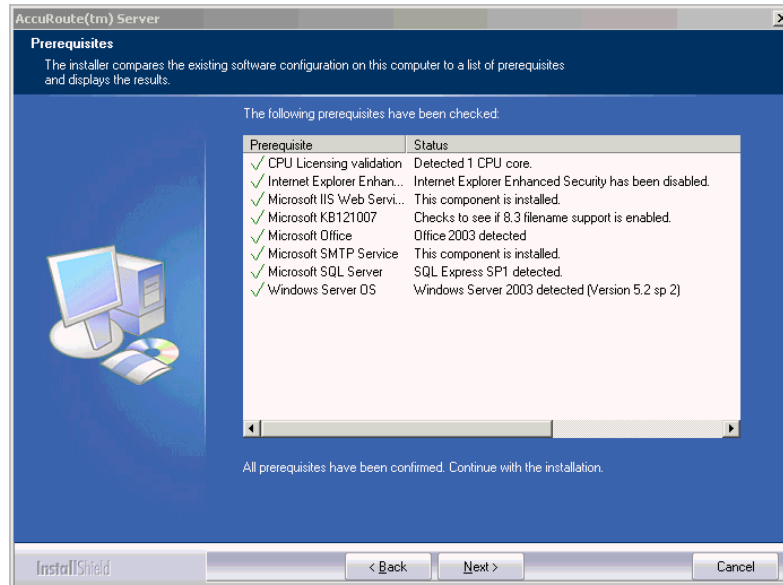 AccuRoute(tm) Server
Prerequisites
The installer compares the existing software configuration on this computer to a list of prerequisites
and displays the results.
The following prerequisites have been checked:
Prerequisite Status
CPU Licensing validation Detected 1 CPU core.
Internet Explorer Enhan... Internet Explorer Enhanced Security has been disabled.
Microsoft IIS Web Servi... This component is installed.
Microsoft KB121007 Checks to see if 8.3 filename support is enabled.
Microsoft Office Office 2003 detected
Microsoft SMTP Service This component is installed.
Microsoft SQL Server SQL Express SP1 detected.
Windows Server OS Windows Server 2003 detected (Version 5.2 sp 2)
All prerequisites have been confirmed. Continue with the installation.
InstallShield
< Back Next > Cancel